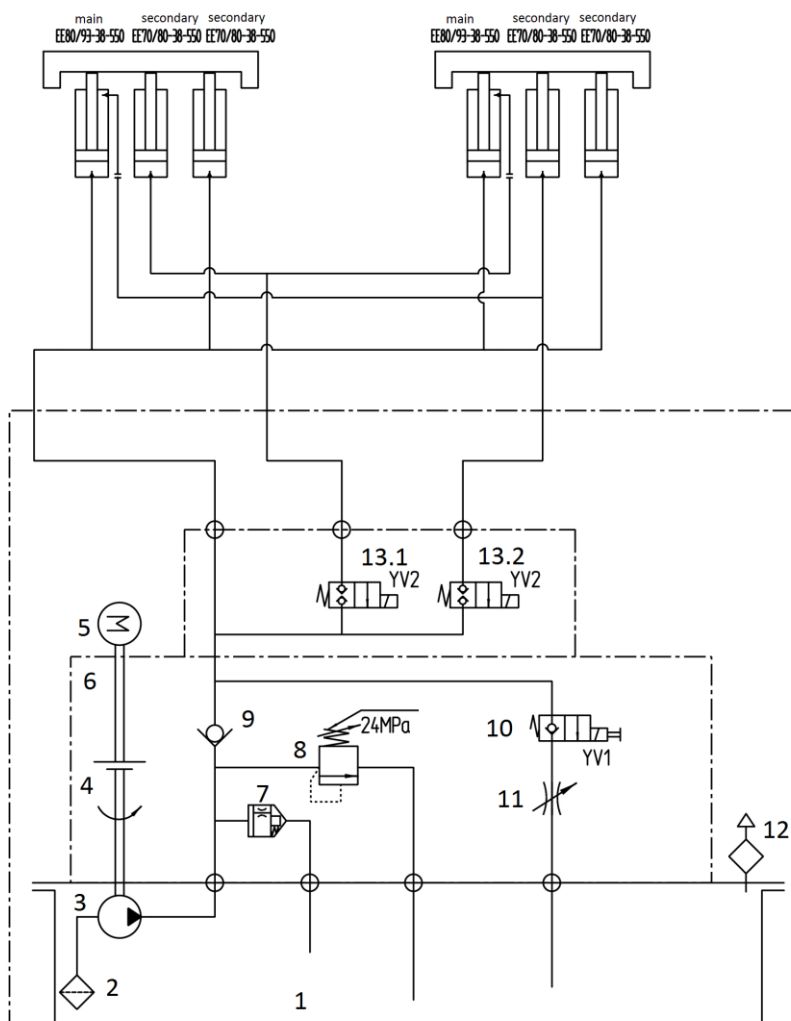 main secondary secondary
EE80/93-38-550 EE70/80-38-550 EE70/80-38-550
main secondary secondary
EE80/93-38-550 EE70/80-38-550 EE70/80-38-550
13.1 YV2
13.2 YV2
5 M
6
9
24MPa
8
10
YV1
4
7
11
12
3
2
1